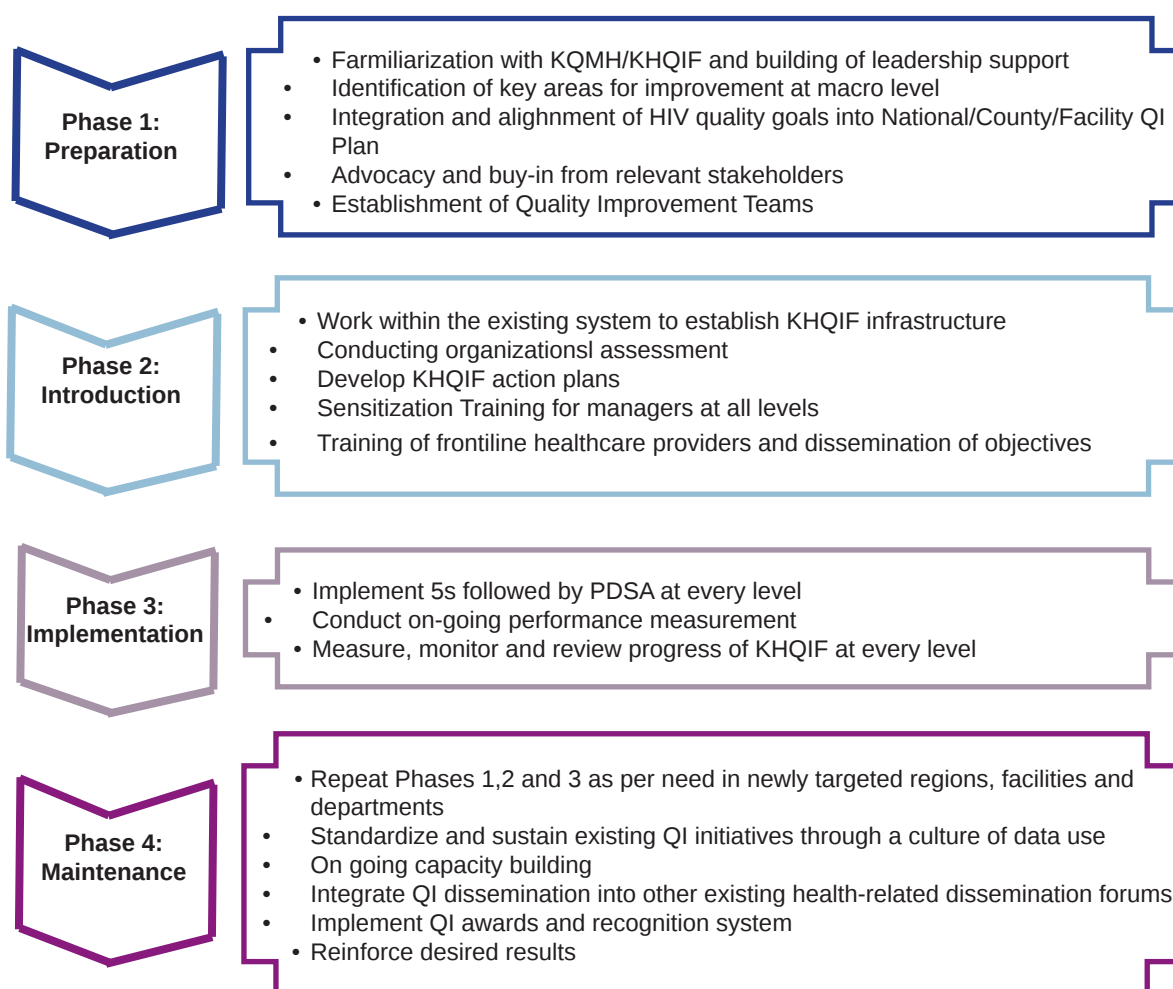 Phase 1:
Preparation
• Farmiliarization with KQMH/KHQIF and building of leadership support
• Identification of key areas for improvement at macro level
• Integration and alighnment of HIV quality goals into National/County/Facility QI
Plan
• Advocacy and buy-in from relevant stakeholders
• Establishment of Quality Improvement Teams
Phase 2:
Introduction
• Work within the existing system to establish KHQIF infrastructure
• Conducting organizationsl assessment
• Develop KHQIF action plans
• Sensitization Training for managers at all levels
• Training of frontiline healthcare providers and dissemination of objectives
Phase 3:
Implementation
• Implement 5s followed by PDSA at every level
• Conduct on-going performance measurement
• Measure, monitor and review progress of KHQIF at every level
Phase 4:
Maintenance
• Repeat Phases 1,2 and 3 as per need in newly targeted regions, facilities and
departments
• Standardize and sustain existing QI initiatives through a culture of data use
• On going capacity building
• Integrate QI dissemination into other existing health-related dissemination forums
• Implement QI awards and recognition system
• Reinforce desired results